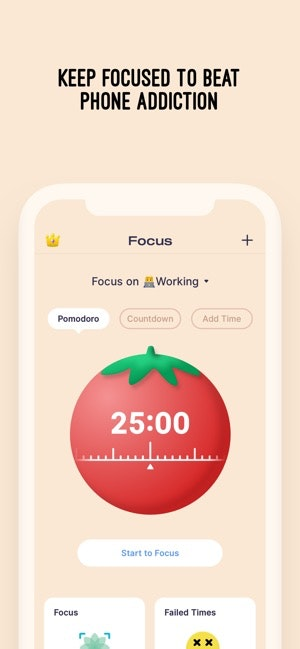 KEEP FOCUSED TO BEAT
PHONE ADDICTION
Focus
Focus on Working
Pomodoro Countdown Add Time
25:00
Start to Focus
Focus Failed Times